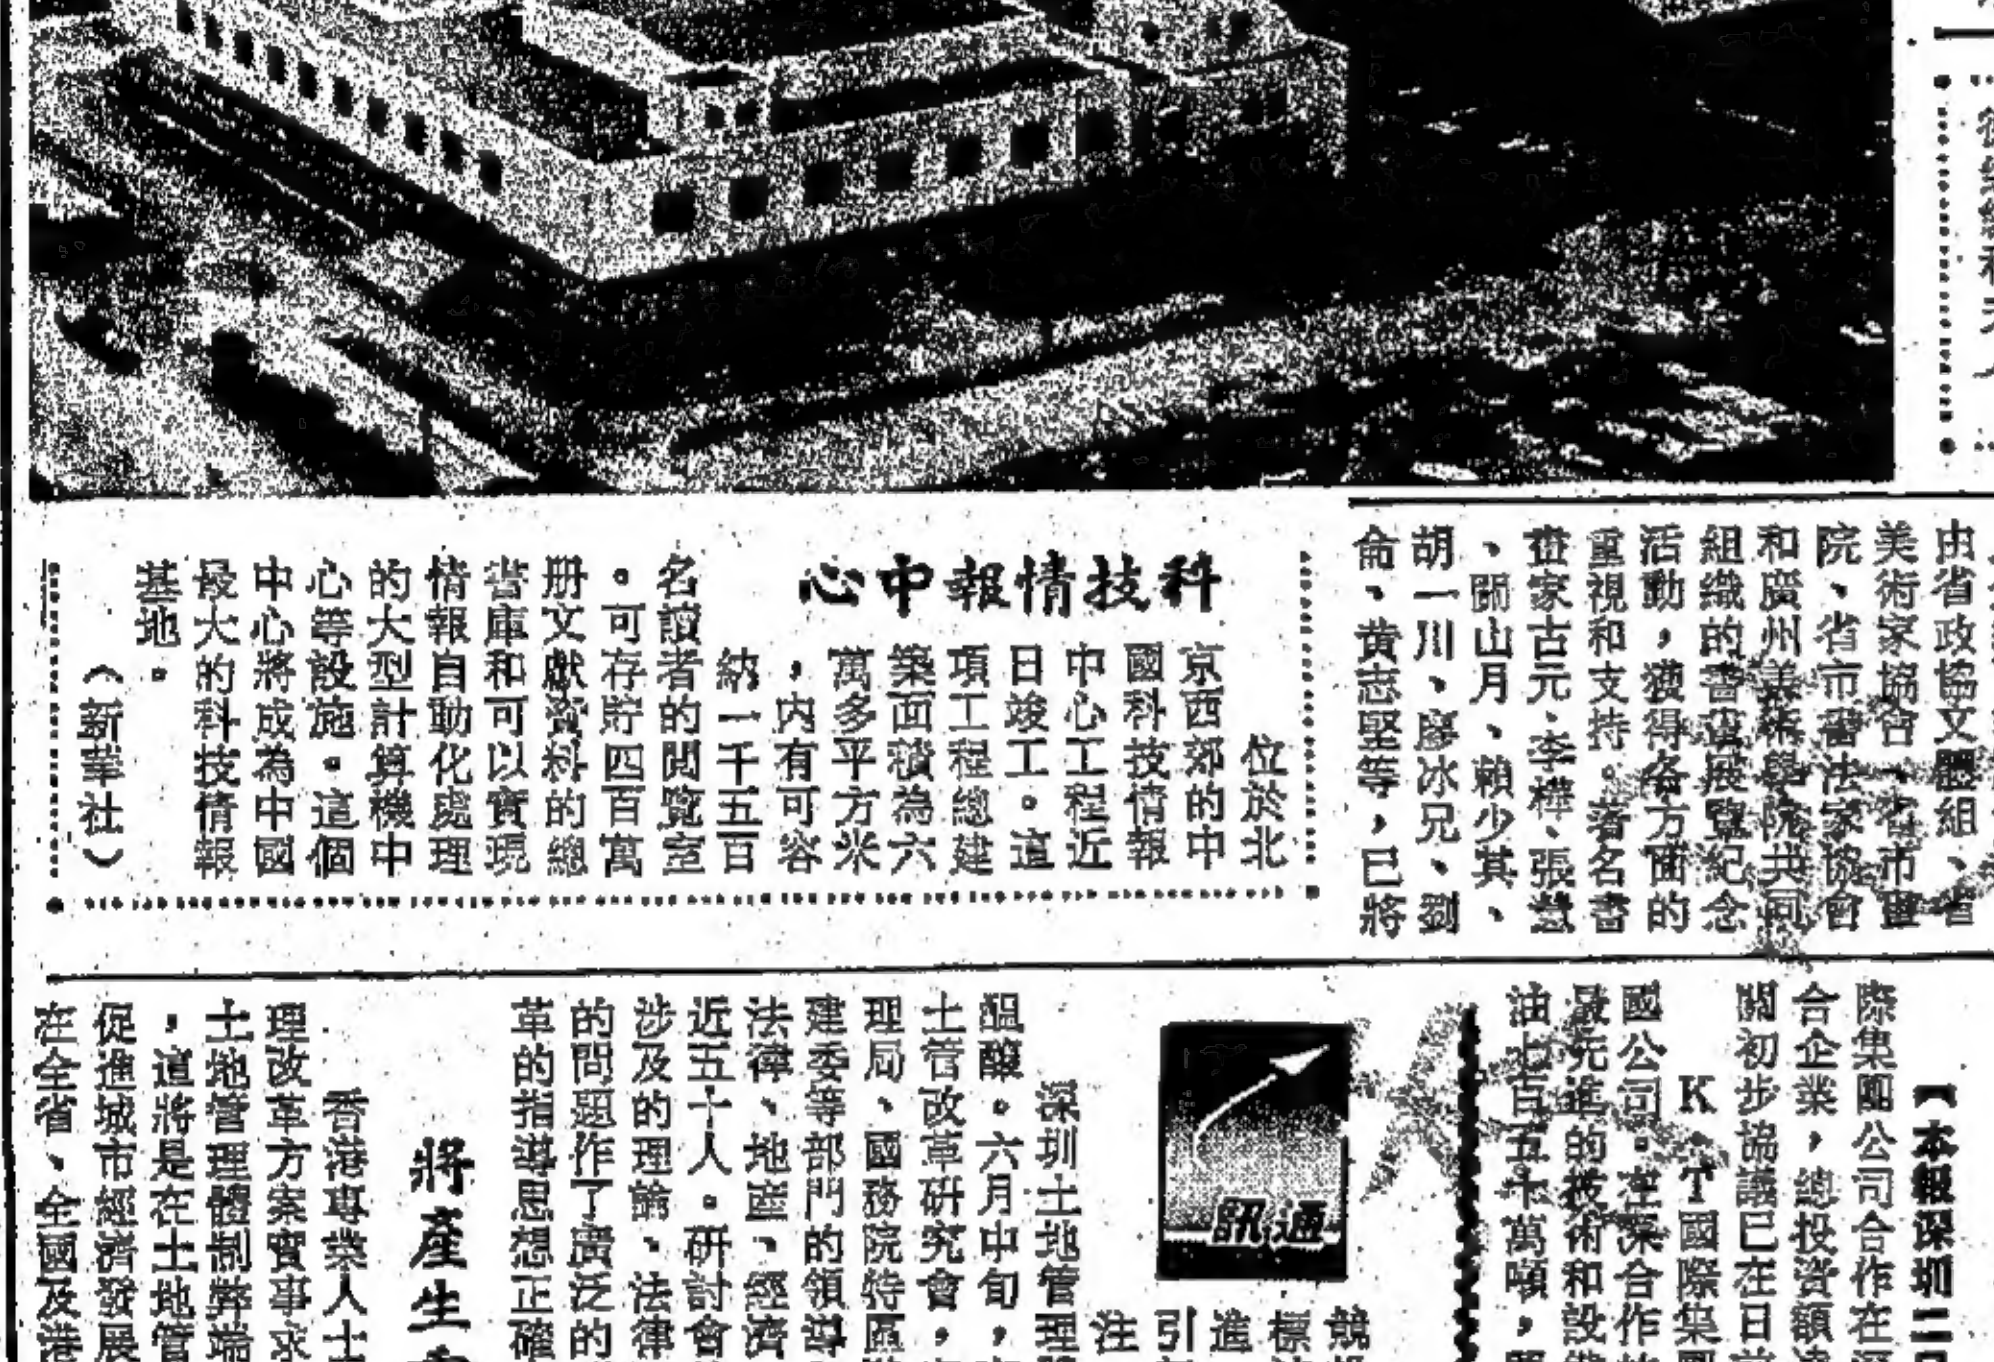 科技情報中心
位於北
京西郊的中
國科技情報
中心工程近
日竣工。這
項工程總建
築面積為六
萬多平方米
，內有可容
納一千五百
名讀者的閱覽室
。可存貯四百萬
册文獻資料的總
書庫和可以實現
情報自動化處理
的大型計算機中
心等設施。這個
中心將成為中國
最大的科技情報
基地。
（新華社）
由省政協文體組、省
美術家協會
院、省市書法家協會
和廣州美術學院共同
組織的書畫展覽紀念
活動，獲得各方面的
重視和支持。著名書
畫家古元、李樺、張
、關山月、賴少其、
胡一川、廖冰兄、劉
侖、黃志堅等，已將
【本報深圳
際集團公司合作在深
合企業，總投資額達
關初步協議已在日前
K・T國際集團
國公司。在深合作
最先進的技術和設備
油七百五十萬噸，
競
標
進
引
注
通訊
深圳土地管理
醞釀。六月中旬，
土管改革研究會，
理局、國務院特區
建委等部門的領導
法律、地產、經濟
近五十人。研討會
涉及的理論、法律
的問題作了廣泛的
革的指導思想正確
將產生
香港專業人士
理改革方案實事求
土地管理體制弊端
，這將是在土地管
促進城市經濟發展
在全省、全國及港